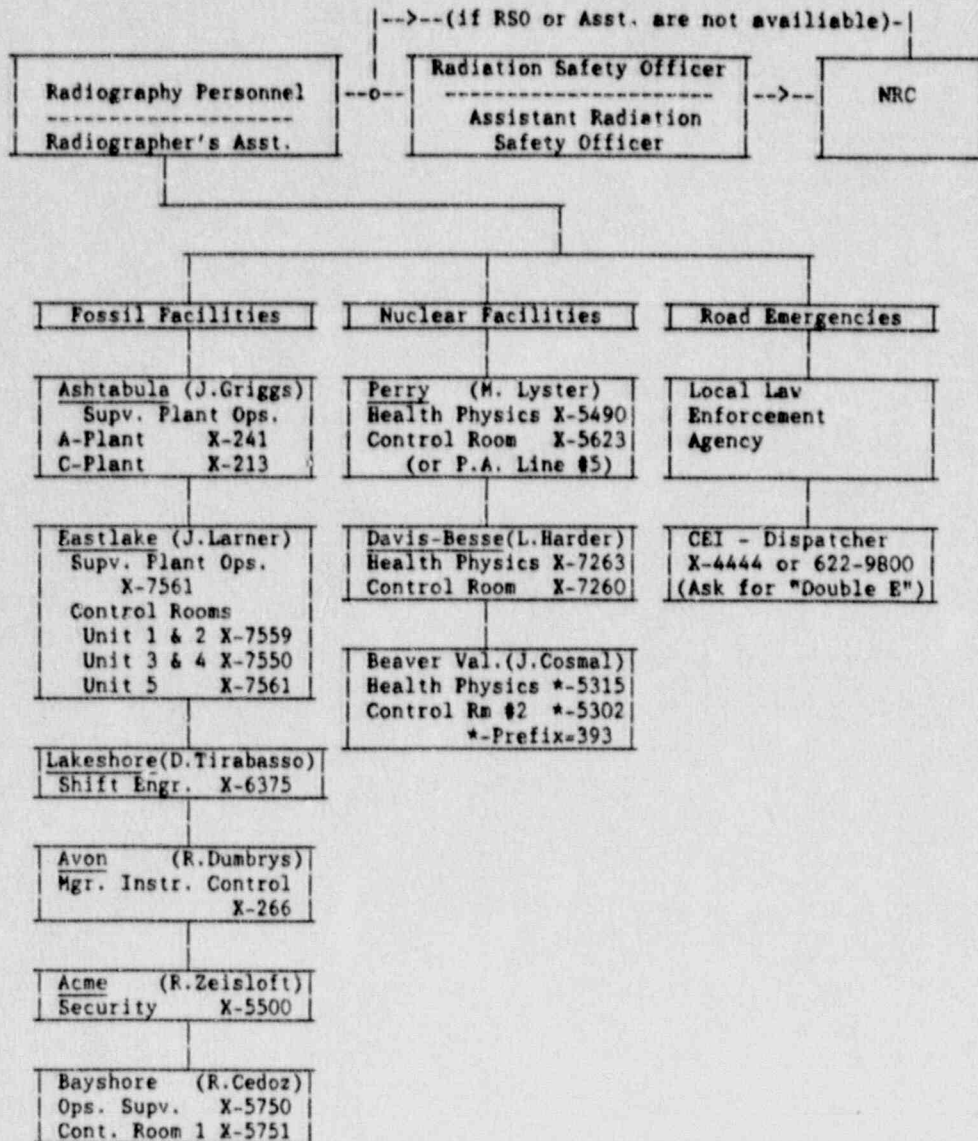 -->--(if RSO or Asst. are not availiable)-
Radiography Personnel
--------------------
Radiographer's Asst.
--o--
Radiation Safety Officer
----------------------
Assistant Radiation
Safety Officer
-->--
NRC
Fossil Facilities
Ashtabula (J.Griggs)
Supv. Plant Ops.
A-Plant X-241
C-Plant X-213
Eastlake (J.Larner)
Supv. Plant Ops.
X-7561
Control Rooms
Unit 1 & 2 X-7559
Unit 3 & 4 X-7550
Unit 5 X-7561
Lakeshore(D.Tirabasso)
Shift Engr. X-6375
Avon (R.Dumbrys)
Mgr. Instr. Control
X-266
Acme (R.Zeisloft)
Security X-5500
Bayshore (R.Cedoz)
Ops. Supv. X-5750
Cont. Room 1 X-5751
Nuclear Facilities
Perry (M. Lyster)
Health Physics X-5490
Control Room X-5623
(or P.A. Line #5)
Davis-Besse(L.Harder)
Health Physics X-7263
Control Room X-7260
Beaver Val.(J.Cosmal)
Health Physics *-5315
Control Rm #2 *-5302
*-Prefix=393
Road Emergencies
Local Law
Enforcement
Agency
CEI - Dispatcher
X-4444 or 622-9800
(Ask for "Double E")